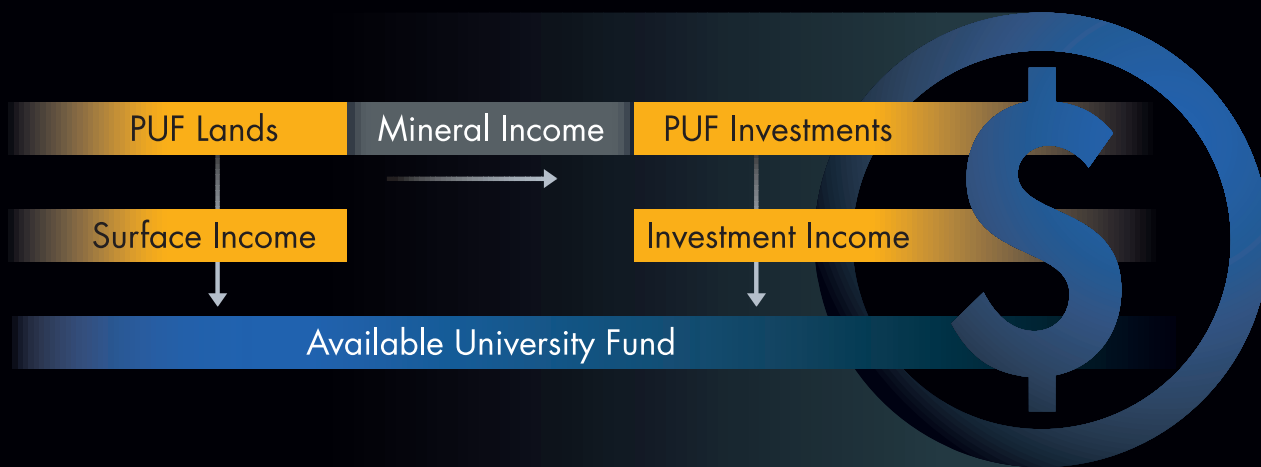 PUF Lands
Mineral Income
PUF Investments
Surface Income
Investment Income
Available University Fund
$